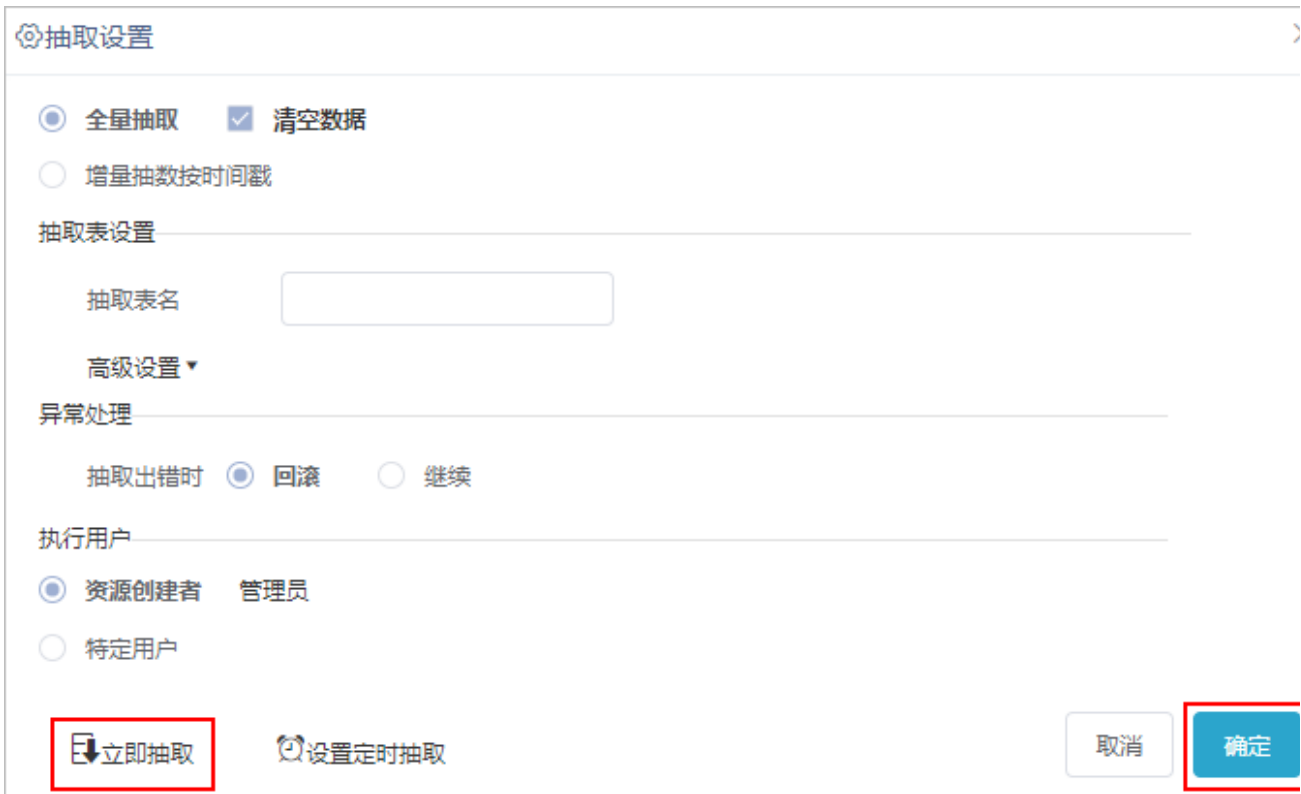 抽取设置
全量抽取 清空数据
增量抽数按时间戳
抽取表设置
抽取表名
高级设置
异常处理
抽取出错时 回滚 继续
执行用户
资源创建者 管理员
特定用户
立即抽取 设置定时抽取 取消 确定